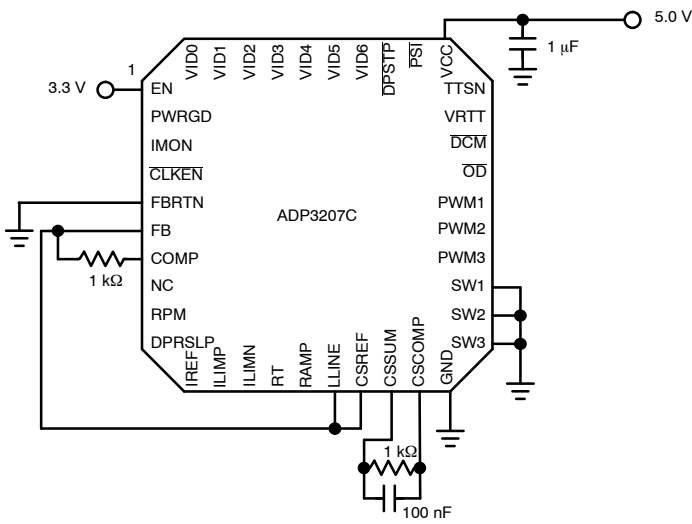 5.0 V
1 μF
3.3 V
1
VID0
VID1
VID2
VID3
VID4
VID5
VID6
DPSTP
PSI
VCC
EN
PWRGD
IMON
CLKEN
FBRTN
FB
COMP
NC
RPM
DPRSLP
1 kΩ
ADP3207C
TTSN
VRTT
DCM
OD
PWM1
PWM2
PWM3
SW1
SW2
SW3
IREF
ILIMP
ILIMN
RT
RAMP
LLINE
CSREF
CSSUM
CSCOMP
GND
1 kΩ
100 nF